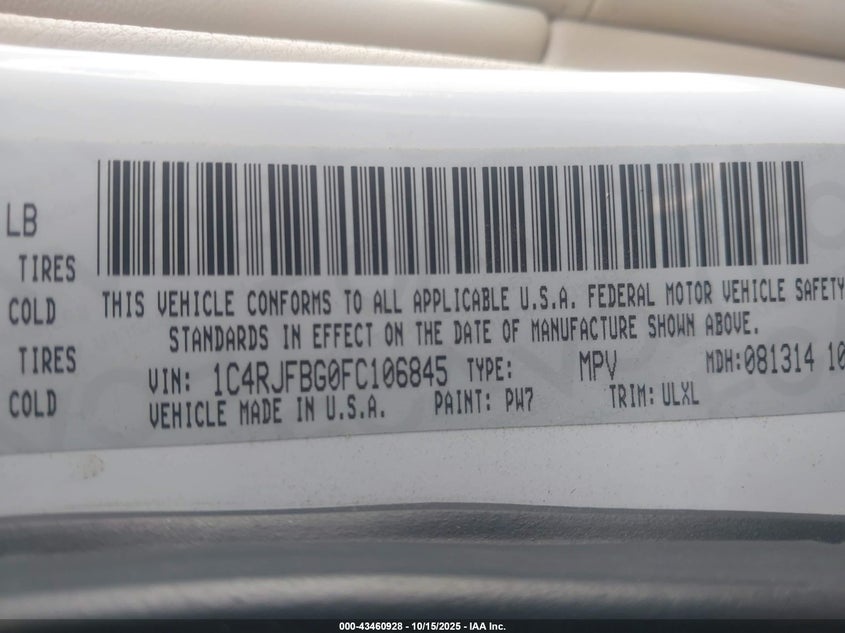 LB
TIRES
COLD
TIRES
COLD
THIS VEHICLE CONFORMS TO ALL APPLICABLE U.S.A. FEDERAL MOTOR VEHICLE SAFETY
STANDARDS IN EFFECT ON THE DATE OF MANUFACTURE SHOWN ABOVE.
VIN: 1C4RJFBG0FC106845 TYPE: MPV MDH:081314 10
VEHICLE MADE IN U.S.A. PAINT: PW7 TRIM: ULXL
000-43460928 - 10/15/2025 - IAA Inc.